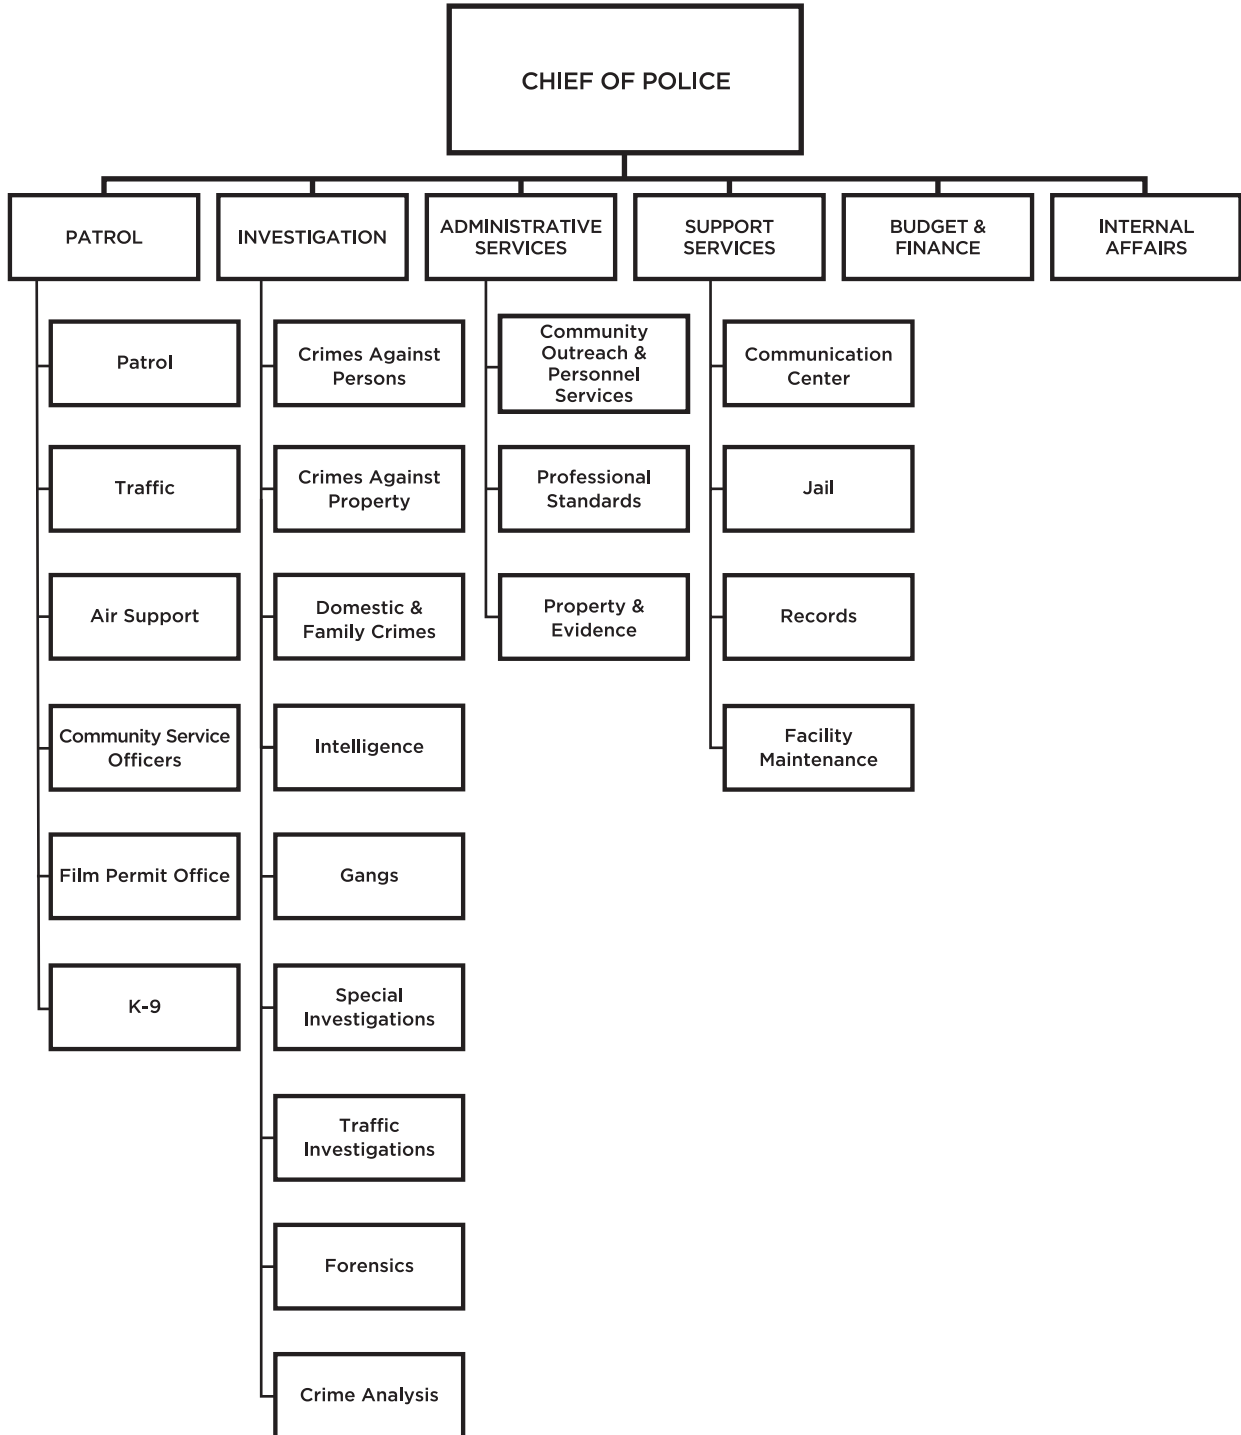 CHIEF OF POLICE
PATROL
INVESTIGATION
ADMINISTRATIVE
SERVICES
SUPPORT
SERVICES
BUDGET &
FINANCE
INTERNAL
AFFAIRS
Patrol
Traffic
Air Support
Community Service
Officers
Film Permit Office
K-9
Crimes Against
Persons
Crimes Against
Property
Domestic &
Family Crimes
Intelligence
Gangs
Special
Investigations
Traffic
Investigations
Forensics
Crime Analysis
Community
Outreach &
Personnel
Services
Professional
Standards
Property &
Evidence
Communication
Center
Jail
Records
Facility
Maintenance